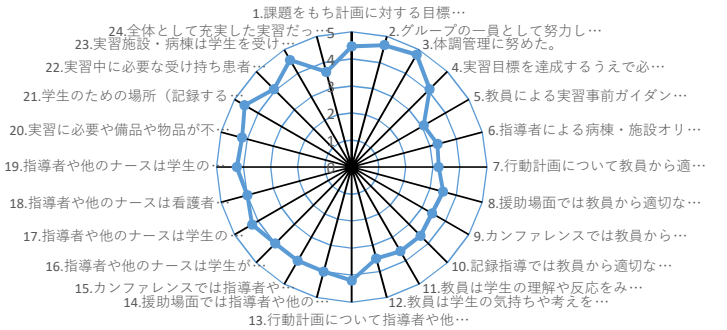 1.課題をもち計画に対する目標…
2.グループの一員として努力し…
3.体調管理に努めた。
4.実習目標を達成するうえで必…
5.教員による実習事前ガイダン…
6.指導者による病棟・施設オリ…
7.行動計画について教員から適…
8.援助場面では教員から適切な…
9.カンファレンスでは教員から…
10.記録指導では教員から適切な…
11.教員は学生の理解や反応をみ…
12.教員は学生の気持ちや考えを…
13.行動計画について指導者や他…
14.援助場面では指導者や他の…
15.カンファレンスでは指導者や…
16.指導者や他のナースは学生が…
17.指導者や他のナースは学生の…
18.指導者や他のナースは看護者…
19.指導者や他のナースは学生の…
20.実習に必要や備品や物品が不…
21.学生のための場所（記録する…
22.実習中に必要な受け持ち患者…
23.実習施設・病棟は学生を受け…
24.全体として充実した実習だっ…
5
4
3
2
1
0